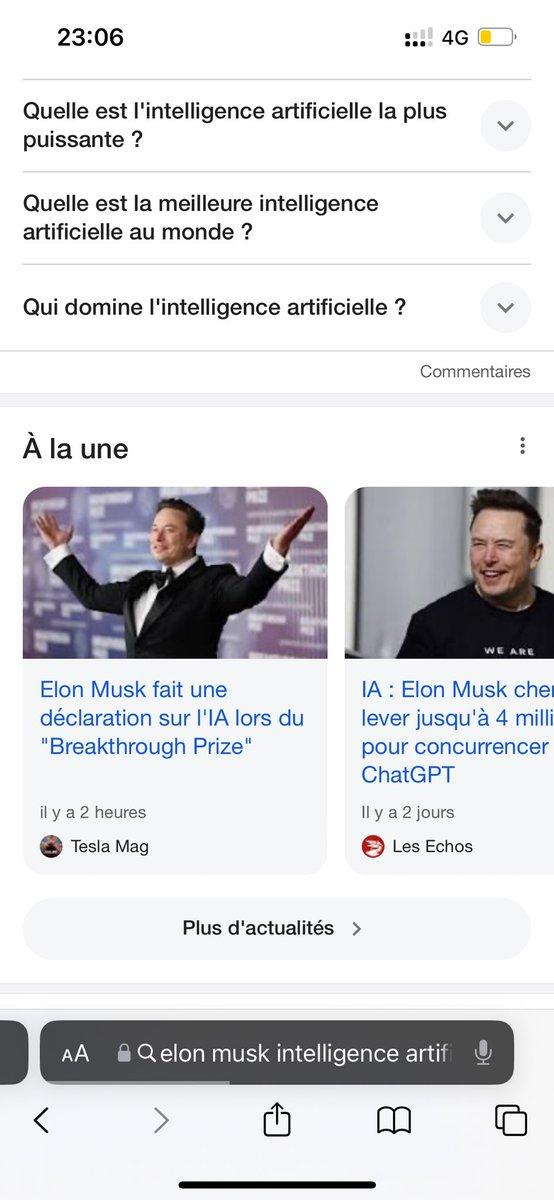 23:06
4G
Quelle est l'intelligence artificielle la plus
puissante ?
Quelle est la meilleure intelligence
artificielle au monde ?
Qui domine l'intelligence artificielle ?
Commentaires
À la une
WE ARE
Elon Musk fait une
déclaration sur l'IA lors du
"Breakthrough Prize"
il y a 2 heures
Tesla Mag
IA : Elon Musk cher
lever jusqu'à 4 milli
pour concurrencer
ChatGPT
Il y a 2 jours
Les Echos
Plus d'actualités
AA
elon musk intelligence artif